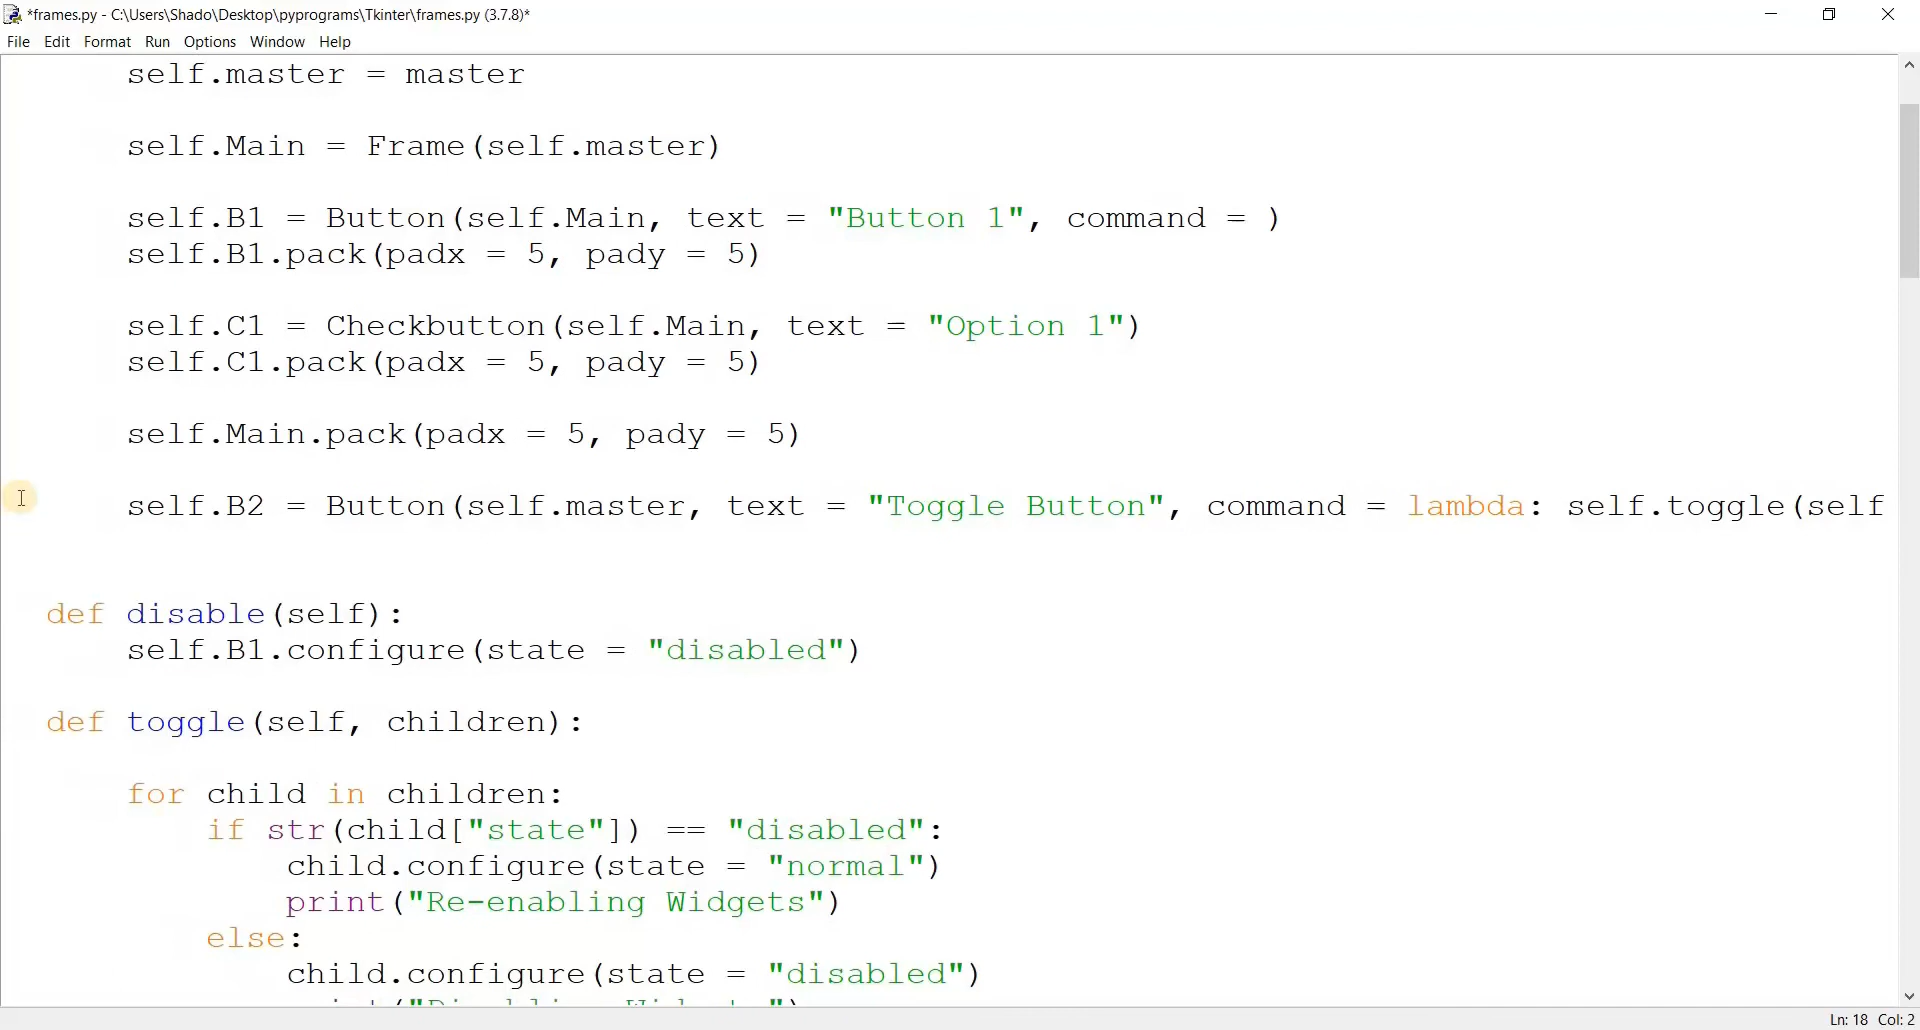 *frames.py - C:\Users\Shado\Desktop\pyprograms\Tkinter\frames.py (3.7.8)*
File Edit Format Run Options Window Help
self.master = master
self.Main = Frame(self.master)
self.B1 = Button(self.Main, text = "Button 1", command = )
self.B1.pack(padx = 5, pady = 5)
self.C1 = Checkbutton(self.Main, text = "Option 1")
self.C1.pack(padx = 5, pady = 5)
self.Main.pack(padx = 5, pady = 5)
self.B2 = Button(self.master, text = "Toggle Button", command = lambda: self.toggle(self
def disable(self):
self.B1.configure(state = "disabled")
def toggle(self, children):
for child in children:
if str(child["state"]) == "disabled":
child.configure(state = "normal")
print("Re-enabling Widgets")
else:
child.configure(state = "disabled")
Ln: 18 Col: 2